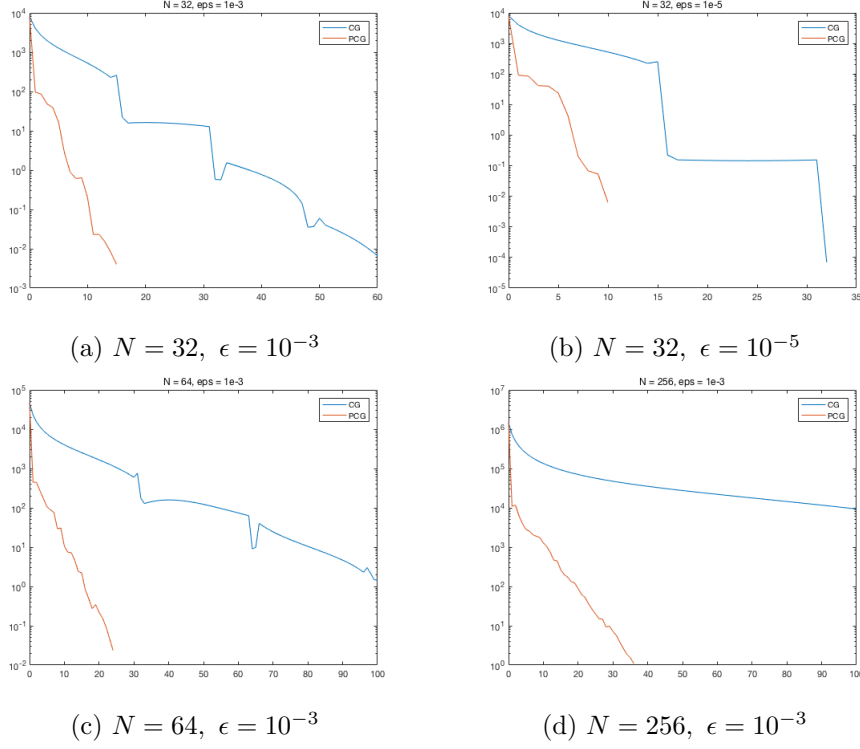 N = 32, eps = 1e-3
CG
PCG
10^4
10^3
10^2
10^1
10^0
10^-1
10^-2
10^-3
0 10 20 30 40 50 60
(a) N = 32, ϵ = 10^-3
N = 32, eps = 1e-5
CG
PCG
10^4
10^3
10^2
10^1
10^0
10^-1
10^-2
10^-3
10^-4
10^-5
0 5 10 15 20 25 30 35
(b) N = 32, ϵ = 10^-5
N = 64, eps = 1e-3
CG
PCG
10^5
10^4
10^3
10^2
10^1
10^0
10^-1
10^-2
0 10 20 30 40 50 60 70 80 90 100
(c) N = 64, ϵ = 10^-3
N = 256, eps = 1e-3
CG
PCG
10^7
10^6
10^5
10^4
10^3
10^2
10^1
10^0
0 10 20 30 40 50 60 70 80 90 100
(d) N = 256, ϵ = 10^-3